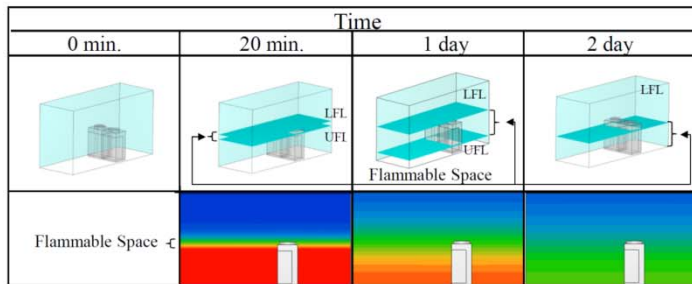 Time
0 min. 20 min. 1 day 2 day
LFL
UFL
LFL
UFL
LFL
Flammable Space
Flammable Space